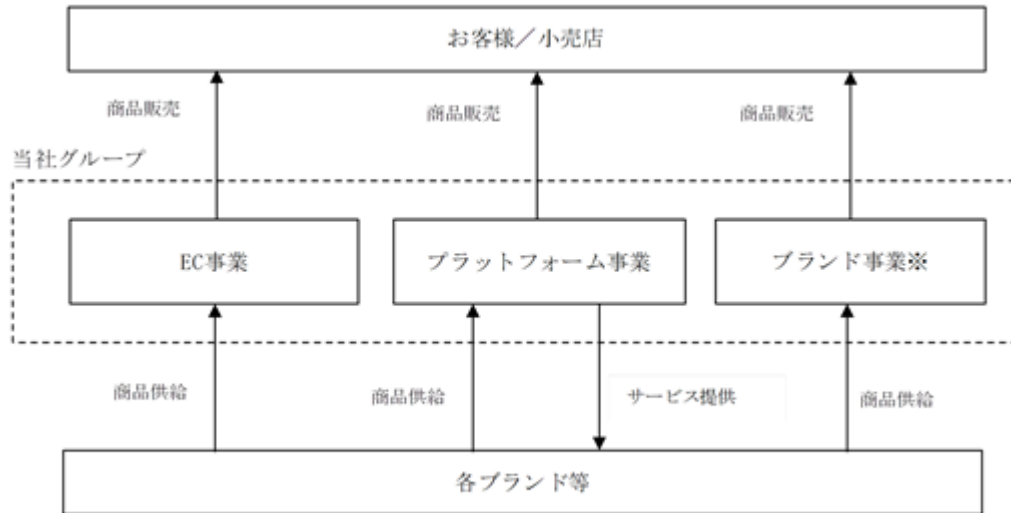 お客様／小売店
商品販売
商品販売
商品販売
当社グループ
EC事業
プラットフォーム事業
ブランド事業※
商品供給
商品供給
サービス提供
商品供給
各ブランド等